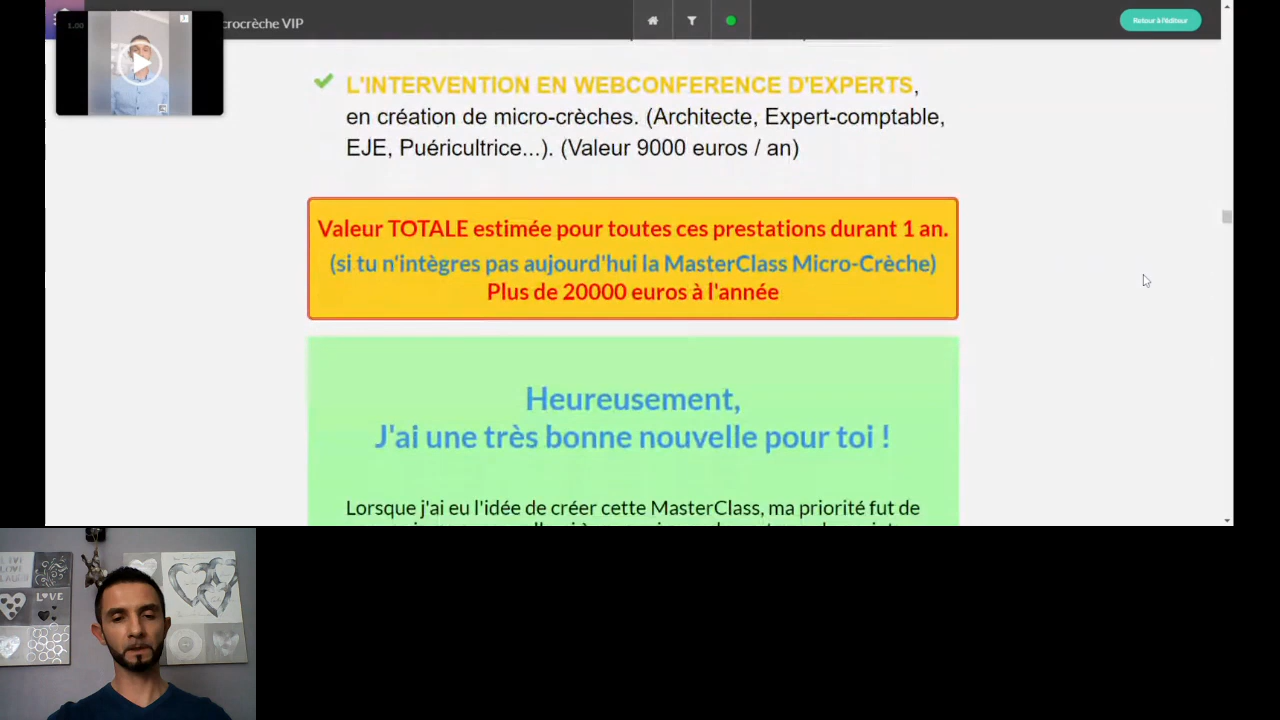 1.00
crocrèche VIP
Retour à l'éditeur
L'INTERVENTION EN WEBCONFERENCE D'EXPERTS,
en création de micro-crèches. (Architecte, Expert-comptable,
EJE, Puéricultrice...). (Valeur 9000 euros / an)
Valeur TOTALE estimée pour toutes ces prestations durant 1 an.
(si tu n'intègres pas aujourd'hui la MasterClass Micro-Crèche)
Plus de 20000 euros à l'année
Heureusement,
J'ai une très bonne nouvelle pour toi !
Lorsque j'ai eu l'idée de créer cette MasterClass, ma priorité fut de
LOVE